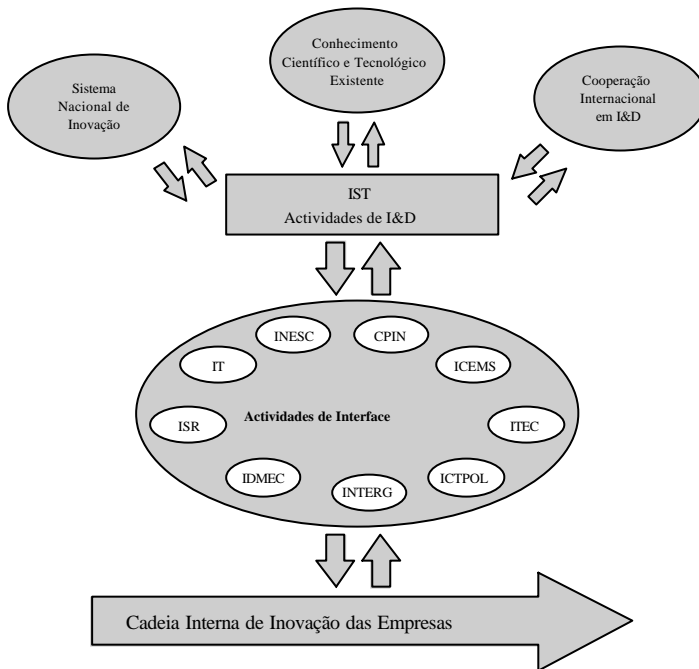 Conhecimento
Científico e Tecnológico
Existente
Sistema
Nacional de
Inovação
Cooperação
Internacional
em I&D
IST
Actividades de I&D
INESC
CPIN
IT
ICEMS
ISR
Actividades de Interface
ITEC
IDMEC
INTERG
ICTPOL
Cadeia Interna de Inovação das Empresas